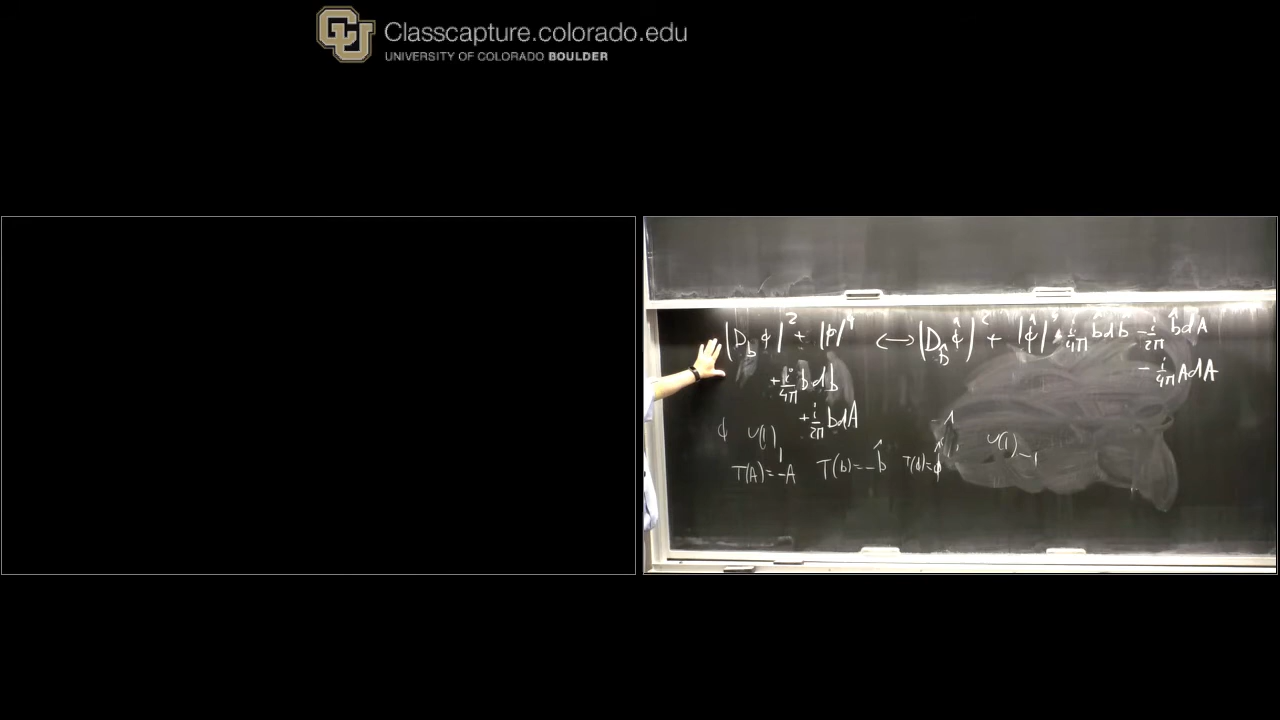 Classcapture.colorado.edu
UNIVERSITY OF COLORADO BOULDER
|D_b ϕ|² + |ϕ|⁴ ⟷ |D_b̂ ϕ̂|² + |ϕ̂|⁴ - i/4π b̂db̂ - i/2π b̂dA
+ i/4π bdb - i/4π AdA
+ i/2π bdA
ϕ U(1)₁ U(1)₋₁
T(A)=-A T(b)=-b̂ T(ϕ)=ϕ̂